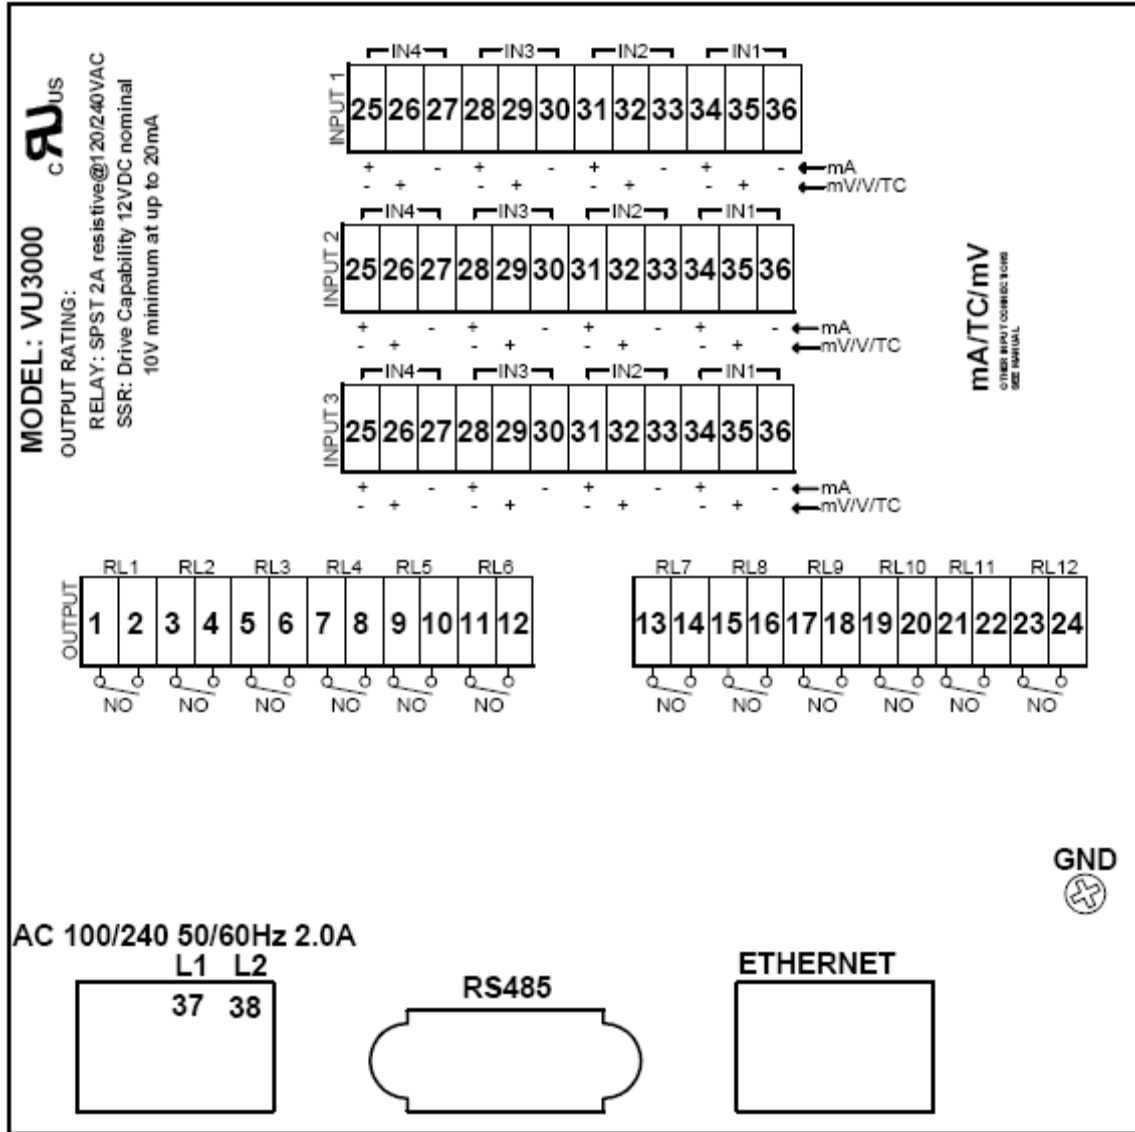 MODEL: VU3000
C RU US
OUTPUT RATING:
RELAY: SPST 2A resistive@120/240VAC
SSR: Drive Capability 12VDC nominal
10V minimum at up to 20mA
IN4 IN3 IN2 IN1
INPUT 1
25 26 27 28 29 30 31 32 33 34 35 36
+ - + - + - + - mA
- + - + - + - + mV/V/TC
IN4 IN3 IN2 IN1
INPUT 2
25 26 27 28 29 30 31 32 33 34 35 36
+ - + - + - + - mA
- + - + - + - + mV/V/TC
IN4 IN3 IN2 IN1
INPUT 3
25 26 27 28 29 30 31 32 33 34 35 36
+ - + - + - + - mA
- + - + - + - + mV/V/TC
mA/TC/mV
OTHER INPUT CONNECTIONS
SEE MANUAL
RL1 RL2 RL3 RL4 RL5 RL6 RL7 RL8 RL9 RL10 RL11 RL12
OUTPUT
1 2 3 4 5 6 7 8 9 10 11 12 13 14 15 16 17 18 19 20 21 22 23 24
NO NO NO NO NO NO NO NO NO NO NO NO
GND
AC 100/240 50/60Hz 2.0A
L1 L2
37 38
RS485
ETHERNET